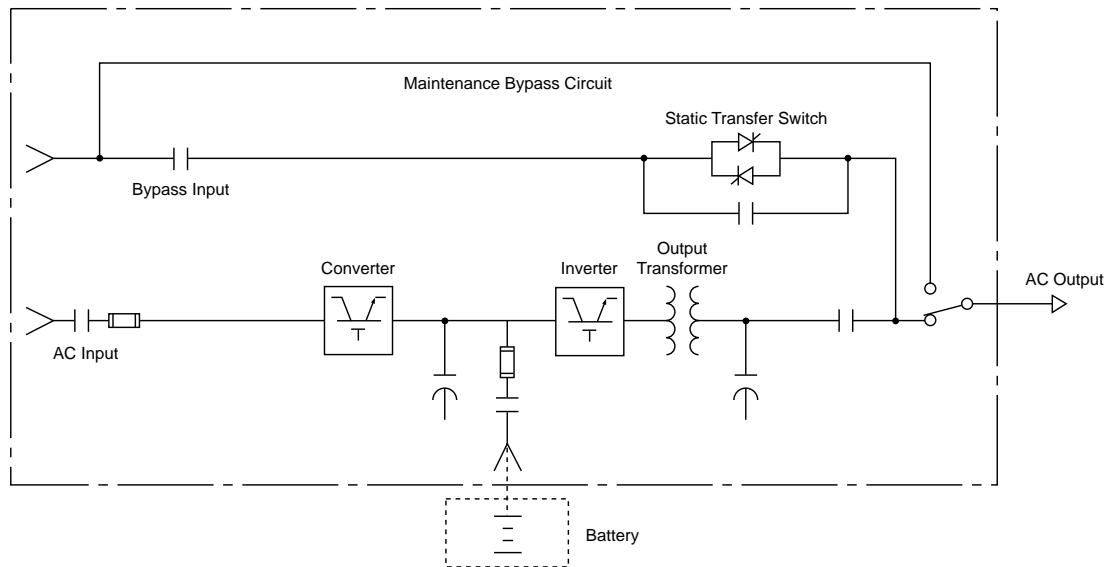 Maintenance Bypass Circuit
Static Transfer Switch
Bypass Input
Converter
Inverter
Output
Transformer
AC Output
AC Input
Battery